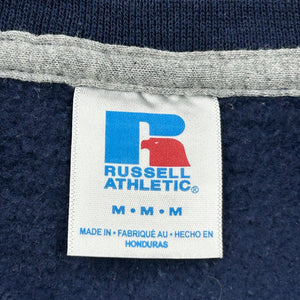 RUSSELL
ATHLETIC®
M • M • M
MADE IN • FABRIQUÉ AU • HECHO EN
HONDURAS